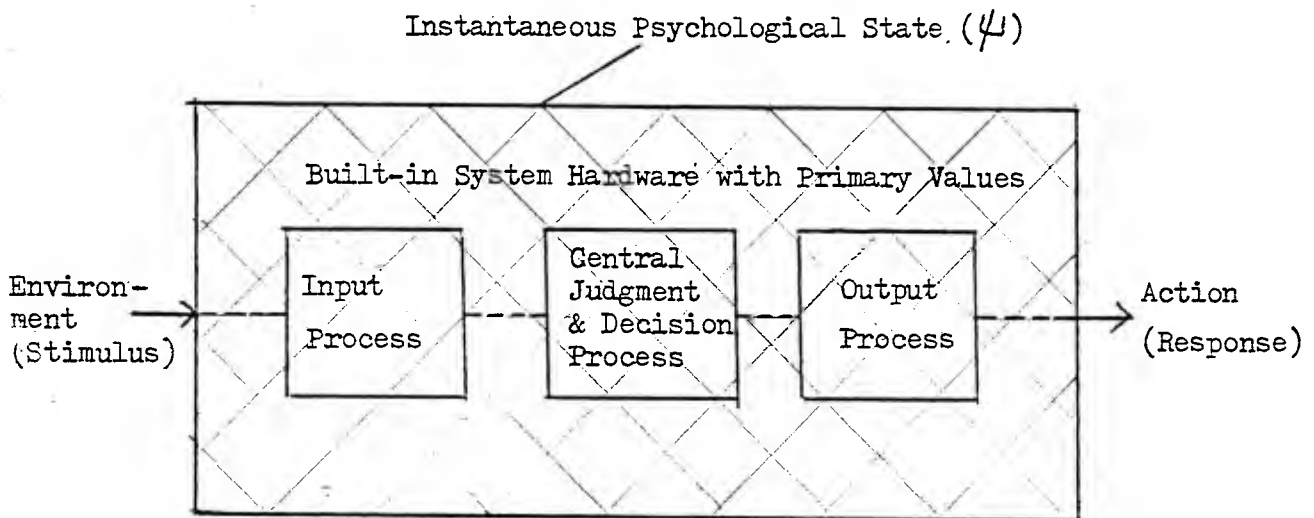 Instantaneous Psychological State (ψ)
Built-in System Hardware with Primary Values
Environ-
ment
(Stimulus)
Input
Process
Central
Judgment
& Decision
Process
Output
Process
Action
(Response)